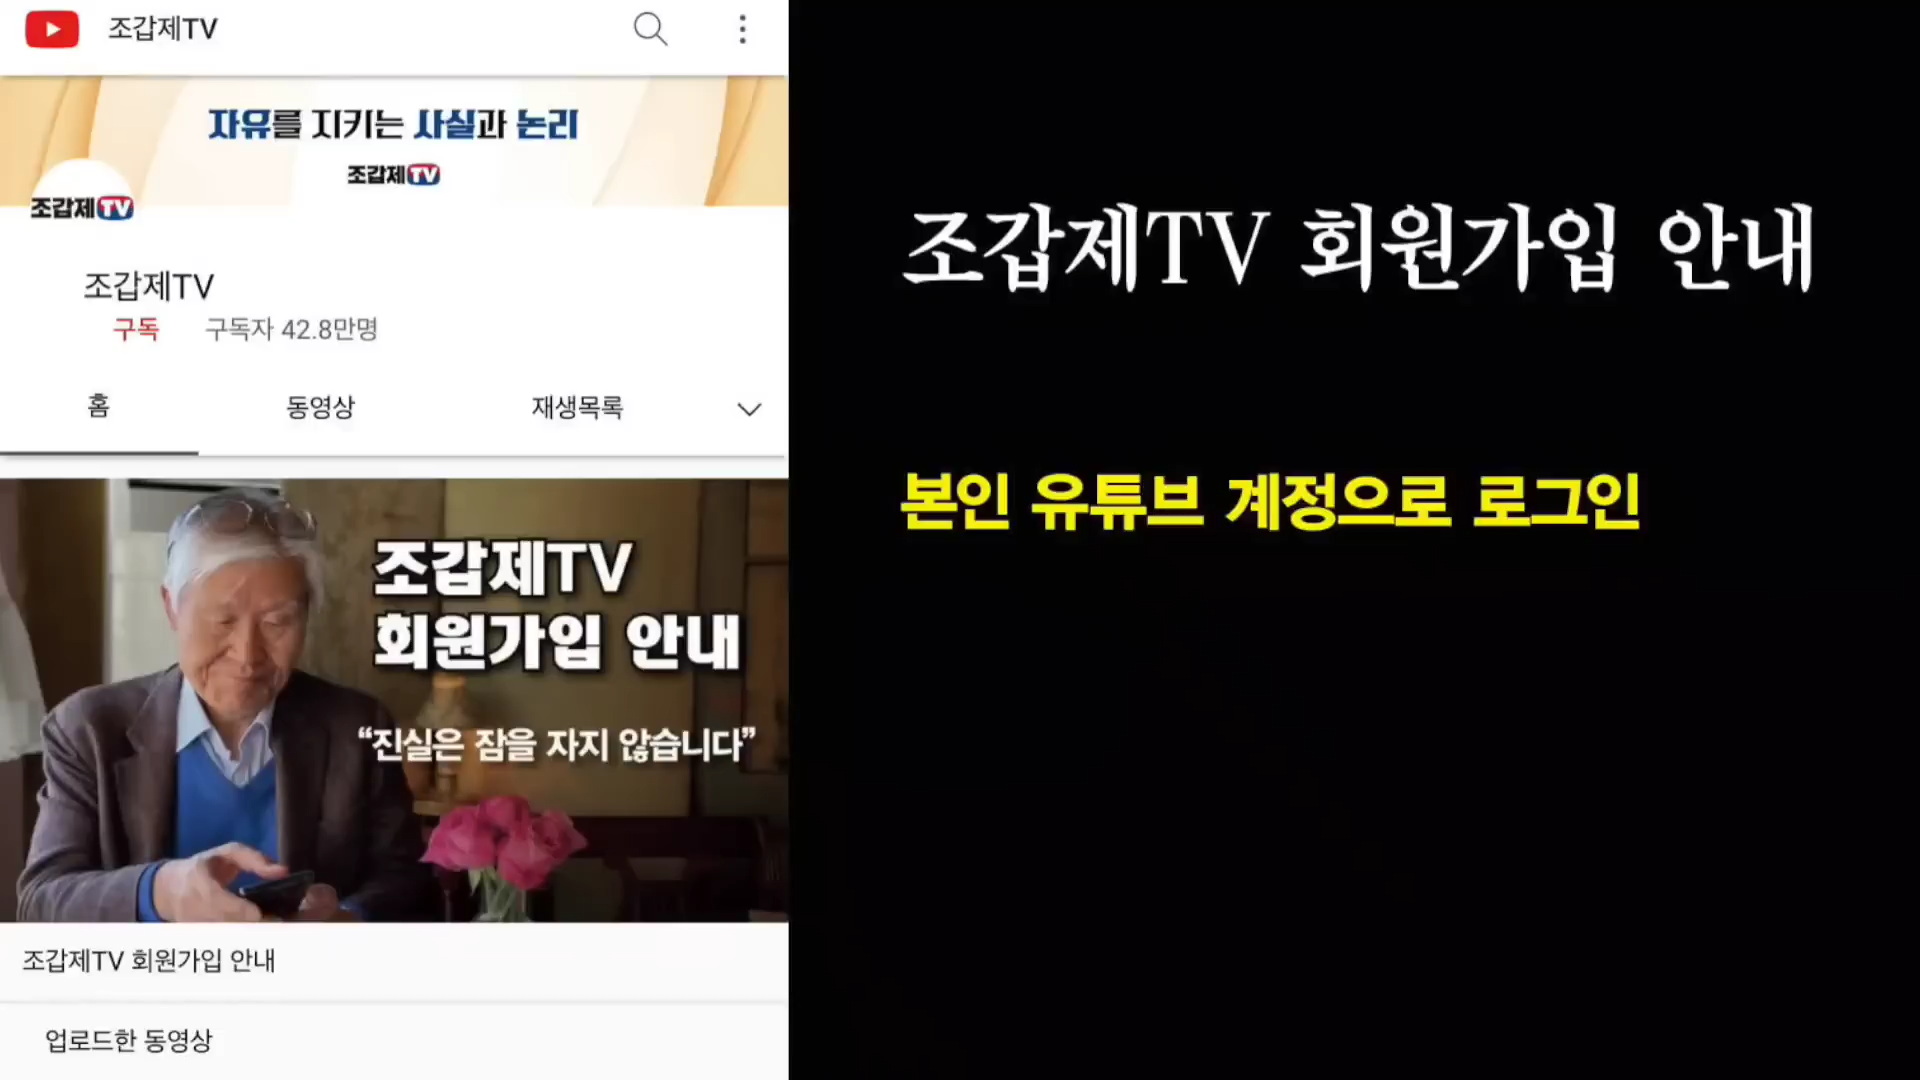 조갑제TV
자유를 지키는 사실과 논리
조갑제TV
조갑제TV
조갑제TV
구독 구독자 42.8만명
홈 동영상 재생목록
조갑제TV
회원가입 안내
“진실은 잠을 자지 않습니다”
조갑제TV 회원가입 안내
업로드한 동영상
조갑제TV 회원가입 안내
본인 유튜브 계정으로 로그인